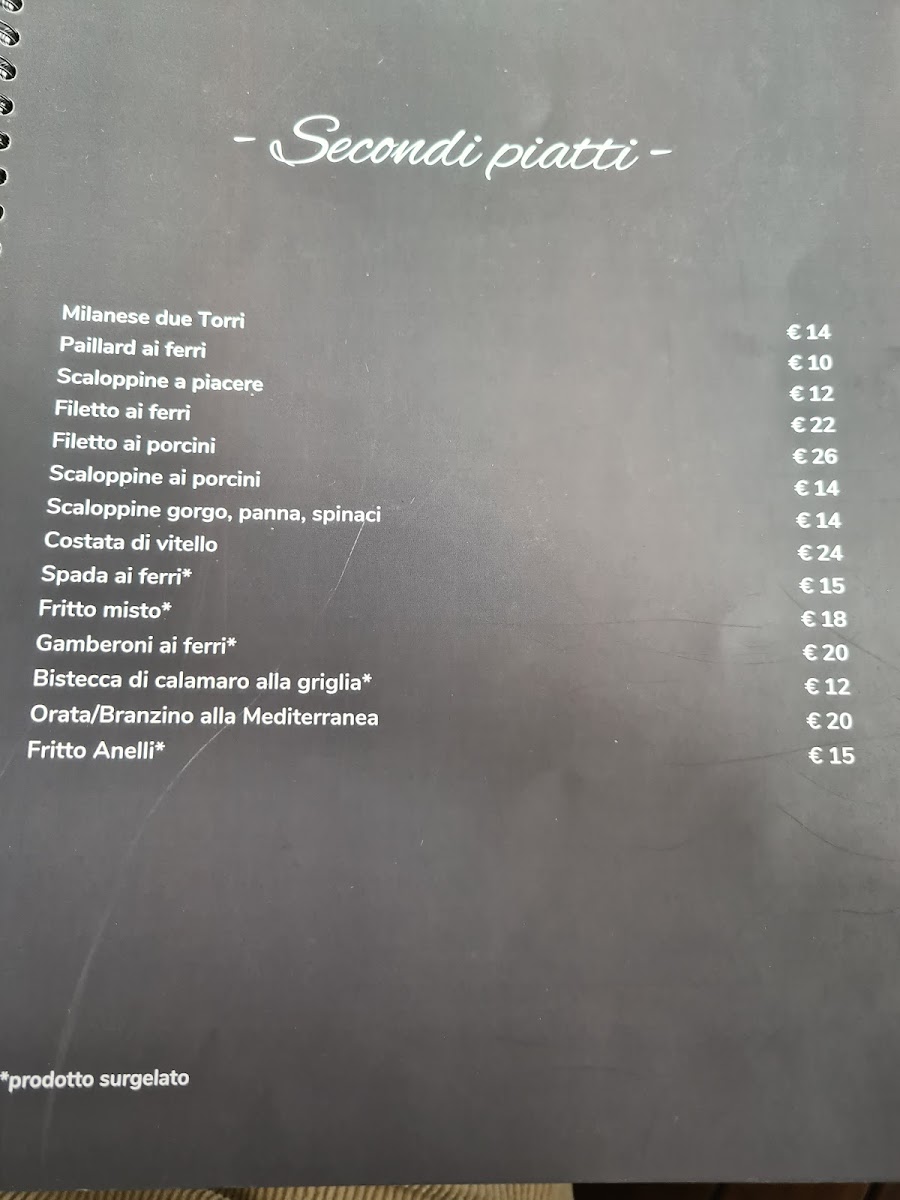 - Secondi piatti -
Milanese due Torri € 14
Paillard ai ferri € 10
Scaloppine a piacere € 12
Filetto ai ferri € 22
Filetto ai porcini € 26
Scaloppine ai porcini € 14
Scaloppine gorgo, panna, spinaci € 14
Costata di vitello € 24
Spada ai ferri* € 15
Fritto misto* € 18
Gamberoni ai ferri* € 20
Bistecca di calamaro alla griglia* € 12
Orata/Branzino alla Mediterranea € 20
Fritto Anelli* € 15
*prodotto surgelato